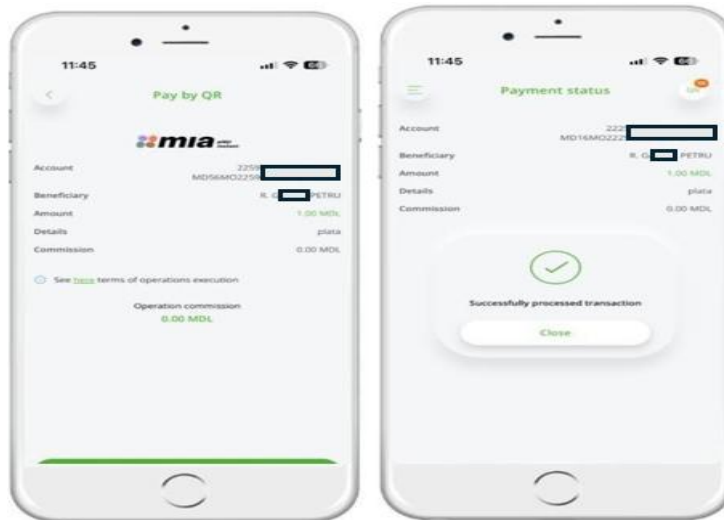 11:45
Pay by QR
mia
Account 2259
MD56MO2259
Beneficiary R. G PETRU
Amount 1.00 MDL
Details plata
Commission 0.00 MDL
See here terms of operations execution
Operation commission
0.00 MDL
11:45
Payment status
Account 222
MD16MO222
Beneficiary R. G PETRU
Amount 1.00 MDL
Details plata
Commission 0.00 MDL
Successfully processed transaction
Close